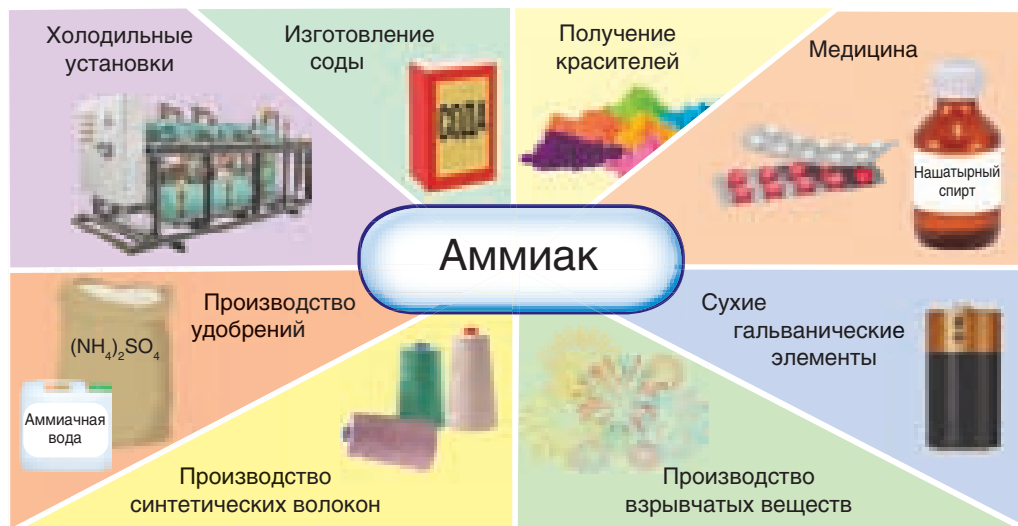 Холодильные
установки
Изготовление
соды
СОДА
Получение
красителей
Медицина
Нашатырный
спирт
Аммиак
Производство
удобрений
(NH₄)₂SO₄
Аммиачная
вода
Сухие
гальванические
элементы
Производство
синтетических волокон
Производство
взрывчатых веществ